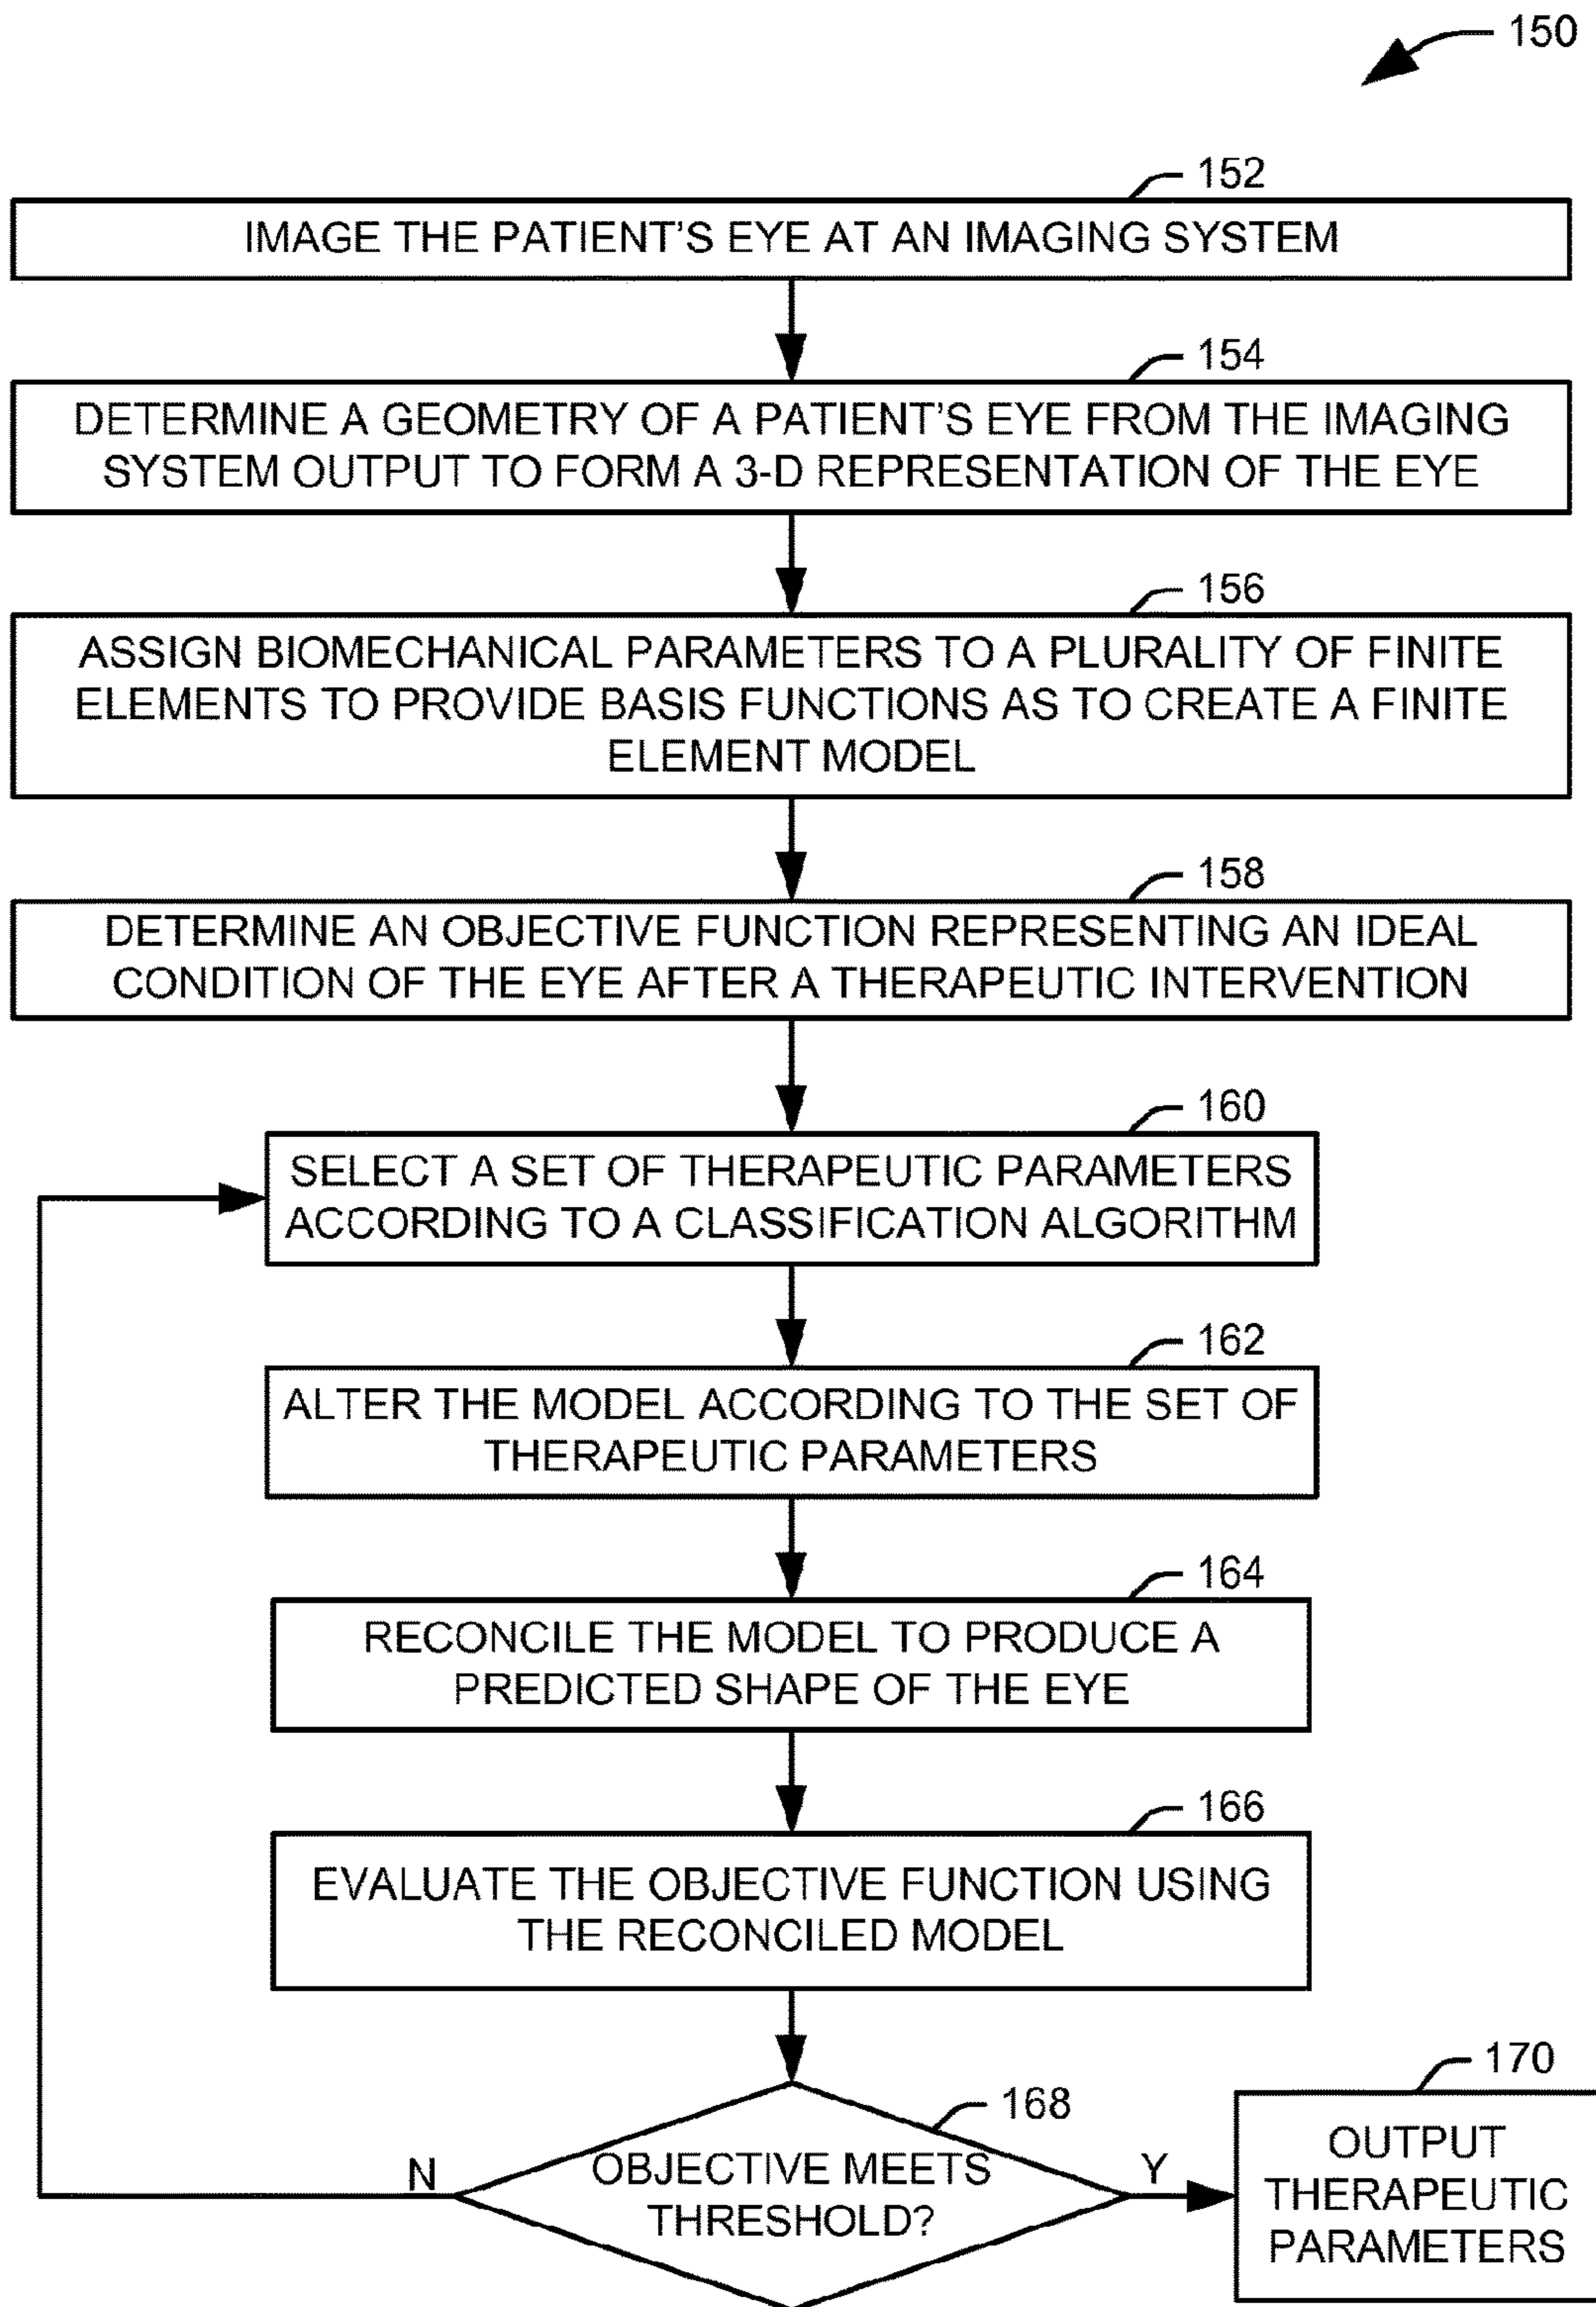 150
152
IMAGE THE PATIENT'S EYE AT AN IMAGING SYSTEM
154
DETERMINE A GEOMETRY OF A PATIENT'S EYE FROM THE IMAGING
SYSTEM OUTPUT TO FORM A 3-D REPRESENTATION OF THE EYE
156
ASSIGN BIOMECHANICAL PARAMETERS TO A PLURALITY OF FINITE
ELEMENTS TO PROVIDE BASIS FUNCTIONS AS TO CREATE A FINITE
ELEMENT MODEL
158
DETERMINE AN OBJECTIVE FUNCTION REPRESENTING AN IDEAL
CONDITION OF THE EYE AFTER A THERAPEUTIC INTERVENTION
160
SELECT A SET OF THERAPEUTIC PARAMETERS
ACCORDING TO A CLASSIFICATION ALGORITHM
162
ALTER THE MODEL ACCORDING TO THE SET OF
THERAPEUTIC PARAMETERS
164
RECONCILE THE MODEL TO PRODUCE A
PREDICTED SHAPE OF THE EYE
166
EVALUATE THE OBJECTIVE FUNCTION USING
THE RECONCILED MODEL
168
OBJECTIVE MEETS
THRESHOLD?
N
Y
170
OUTPUT
THERAPEUTIC
PARAMETERS